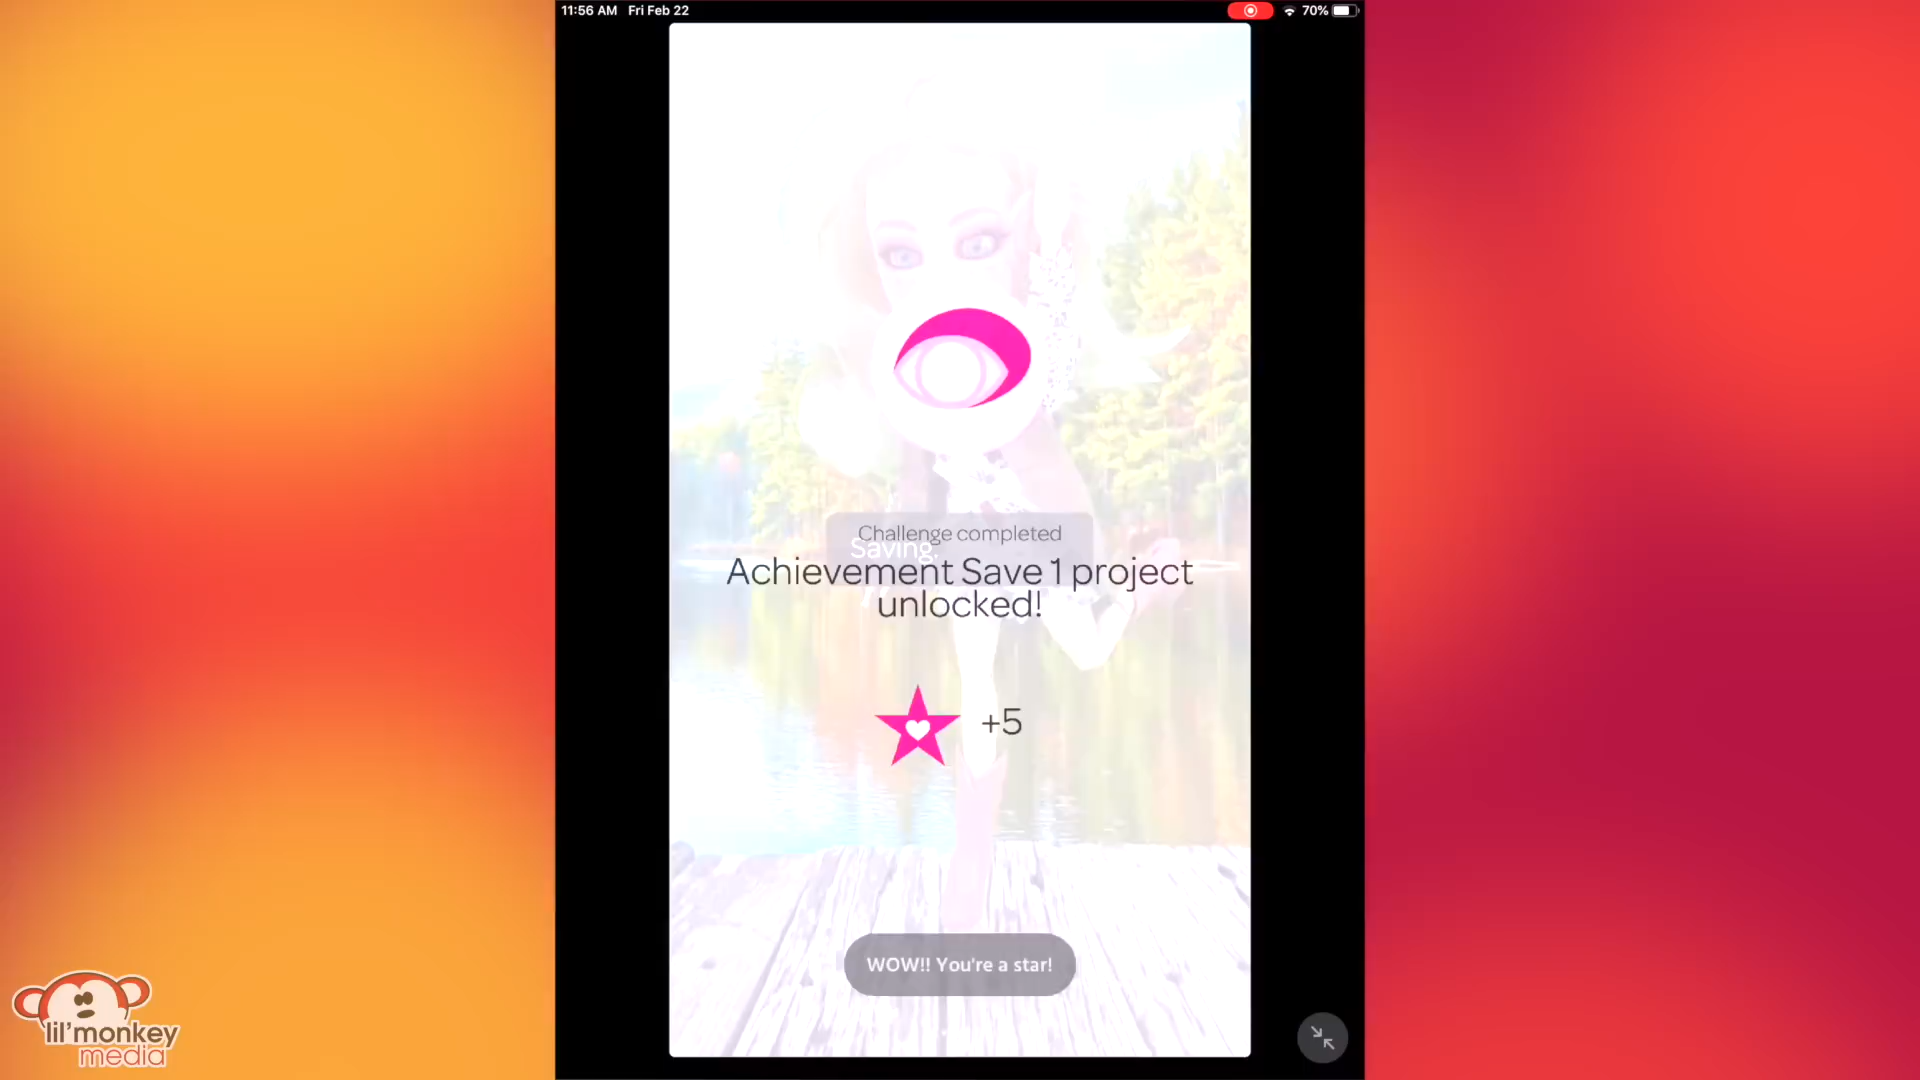 11:56 AM Fri Feb 22
70%
Challenge completed
Saving.
Achievement Save 1 project
unlocked!
+5
WOW!! You're a star!
lil'monkey
media